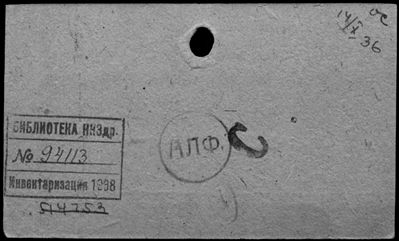 14/X 36
БИБЛИОТЕКА НКЗдр.
№ 94113
Инвентаризация 1938
АЛФ.